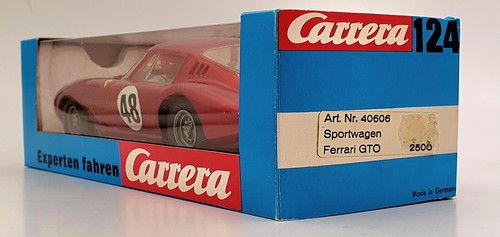 Carrera 124
Art. Nr. 40606
Sportwagen
Ferrari GTO 2500
Made in Germany
48
Experten fahren Carrera